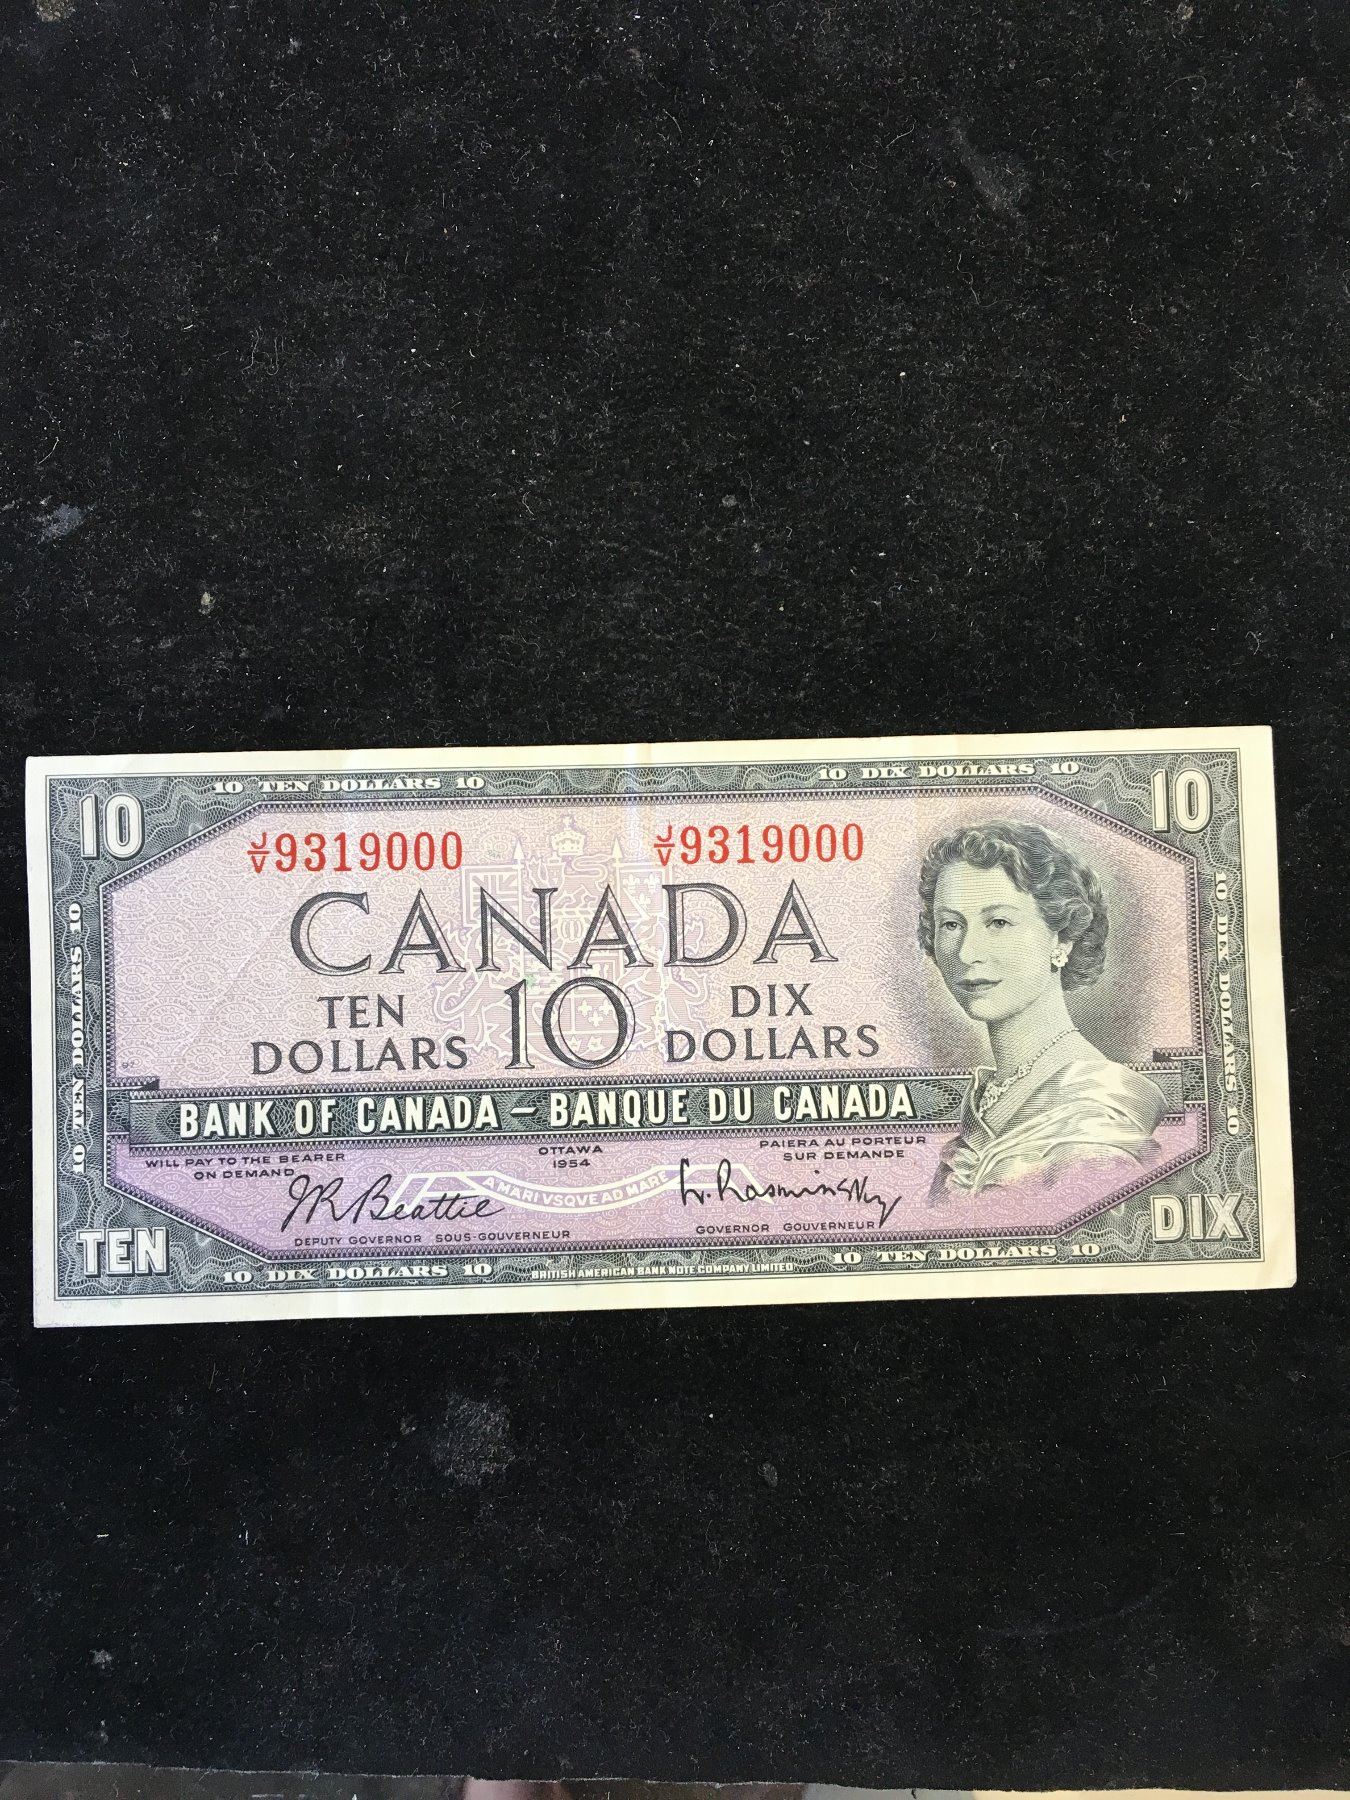 10 TEN DOLLARS 10
10 DIX DOLLARS 10
10
10
J/V 9319000
J/V 9319000
CANADA
TEN DOLLARS
10
DIX DOLLARS
10 TEN DOLLARS 10
10 DIX DOLLARS 10
BANK OF CANADA – BANQUE DU CANADA
WILL PAY TO THE BEARER
ON DEMAND
OTTAWA
1954
PAIERA AU PORTEUR
SUR DEMANDE
A MARI VSQVE AD MARE
JR Beattie
L. Rasminsky
DEPUTY GOVERNOR SOUS-GOUVERNEUR
GOVERNOR GOUVERNEUR
TEN
DIX
10 DIX DOLLARS 10
BRITISH AMERICAN BANK NOTE COMPANY LIMITED
10 TEN DOLLARS 10